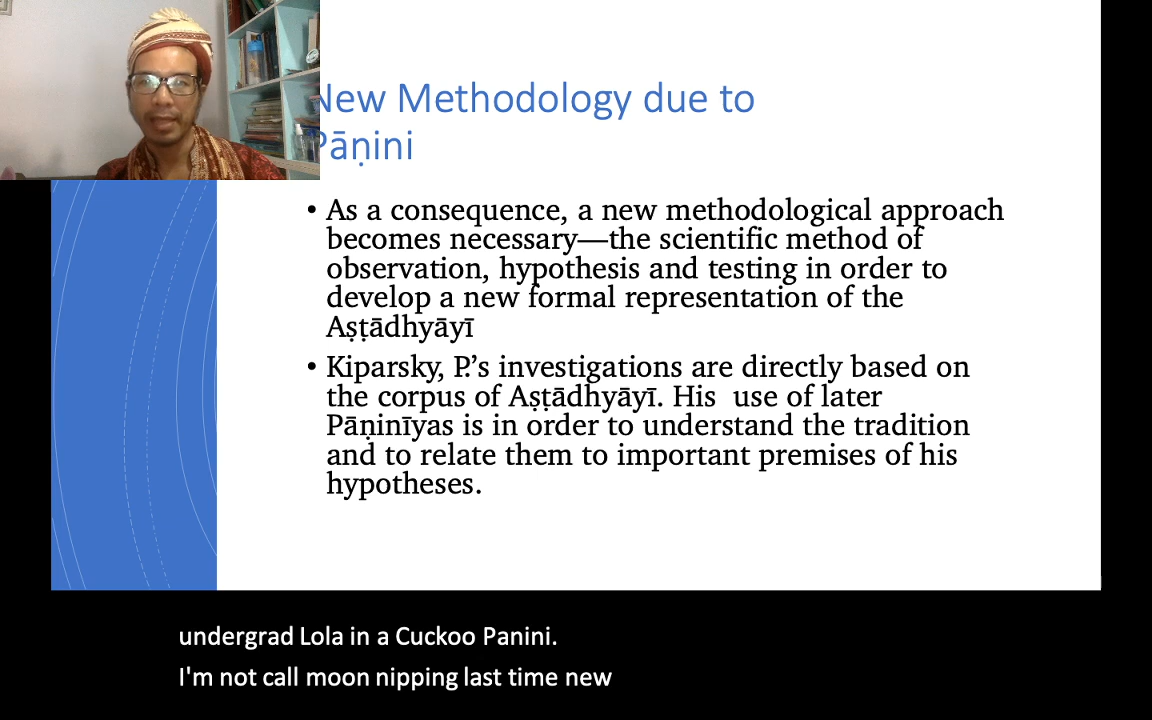 New Methodology due to
Pāṇini
• As a consequence, a new methodological approach
becomes necessary—the scientific method of
observation, hypothesis and testing in order to
develop a new formal representation of the
Aṣṭādhyāyī
• Kiparsky, P.’s investigations are directly based on
the corpus of Aṣṭādhyāyī. His  use of later
Pāṇinīyas is in order to understand the tradition
and to relate them to important premises of his
hypotheses.
undergrad Lola in a Cuckoo Panini.
I'm not call moon nipping last time new